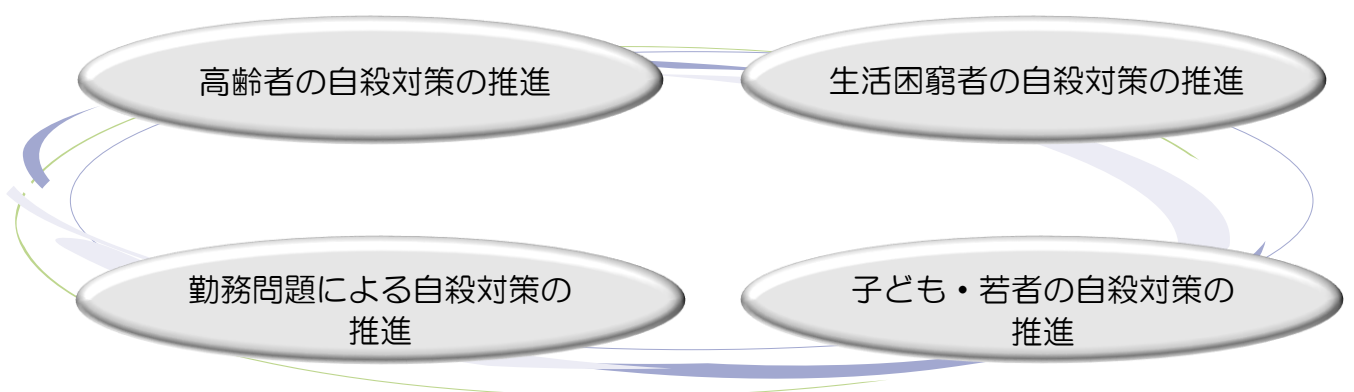 高齢者の自殺対策の推進
生活困窮者の自殺対策の推進
勤務問題による自殺対策の
推進
子ども・若者の自殺対策の
推進